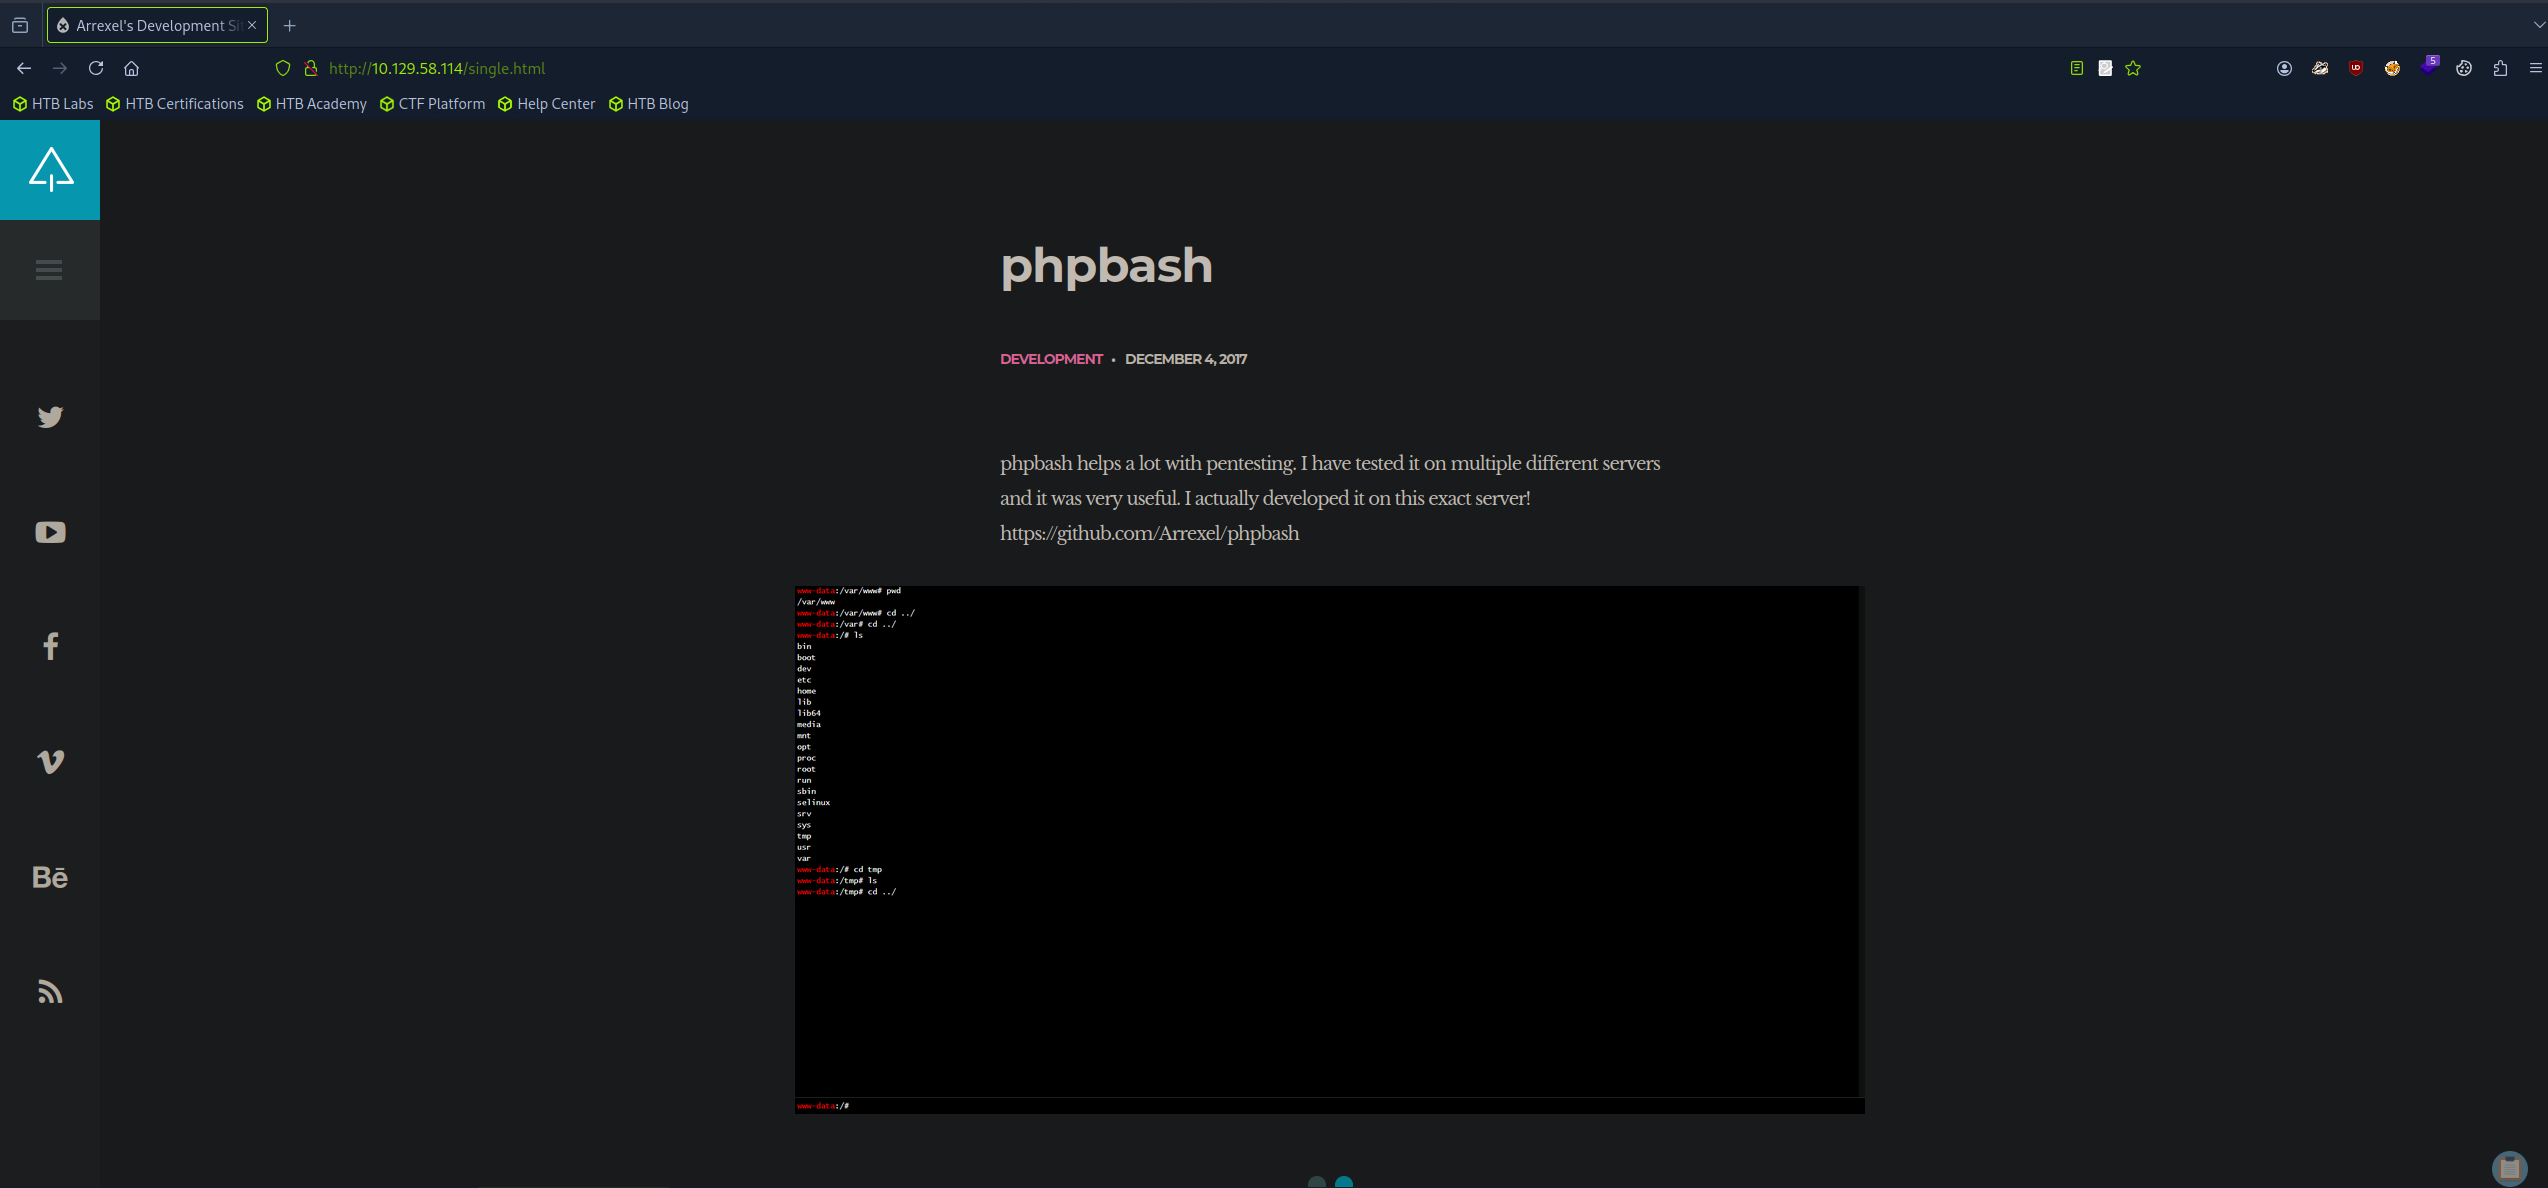 Arrexel's Development Si
http://10.129.58.114/single.html
5
HTB Labs HTB Certifications HTB Academy CTF Platform Help Center HTB Blog
phpbash
DEVELOPMENT • DECEMBER 4, 2017
phpbash helps a lot with pentesting. I have tested it on multiple different servers
and it was very useful. I actually developed it on this exact server!
https://github.com/Arrexel/phpbash
www-data:/var/www# pwd
/var/www
www-data:/var/www# cd ../
www-data:/var# cd ../
www-data:/# ls
bin
boot
dev
etc
home
lib
lib64
media
mnt
opt
proc
root
run
sbin
selinux
srv
sys
tmp
usr
var
www-data:/# cd tmp
www-data:/tmp# ls
www-data:/tmp# cd ../
www-data:/#
Bē